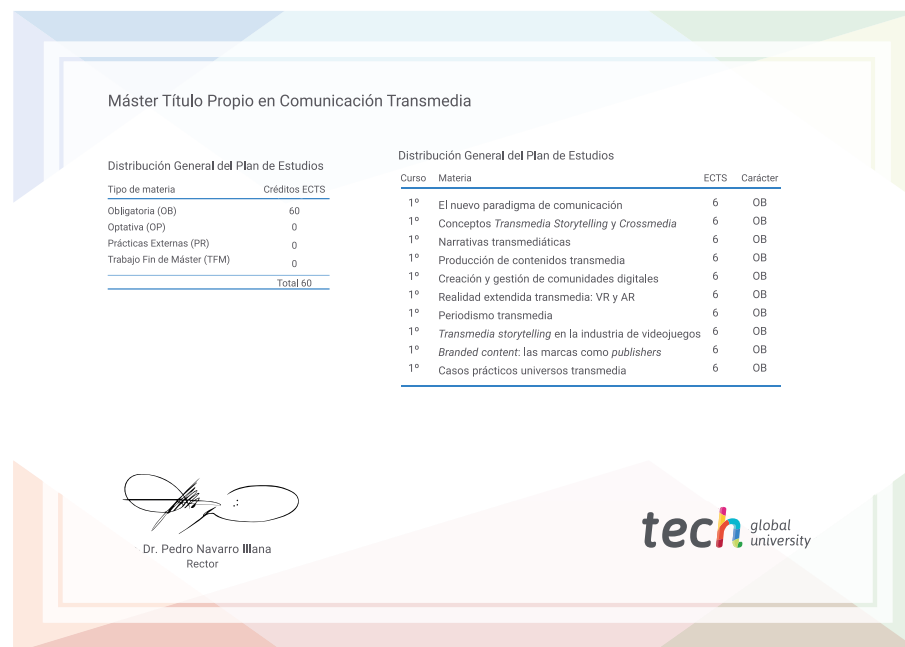 Máster Título Propio en Comunicación Transmedia
Distribución General del Plan de Estudios
Tipo de materia Créditos ECTS
Obligatoria (OB) 60
Optativa (OP) 0
Prácticas Externas (PR) 0
Trabajo Fin de Máster (TFM) 0
Total 60
Distribución General del Plan de Estudios
Curso Materia ECTS Carácter
1º El nuevo paradigma de comunicación 6 OB
1º Conceptos Transmedia Storytelling y Crossmedia 6 OB
1º Narrativas transmediáticas 6 OB
1º Producción de contenidos transmedia 6 OB
1º Creación y gestión de comunidades digitales 6 OB
1º Realidad extendida transmedia: VR y AR 6 OB
1º Periodismo transmedia 6 OB
1º Transmedia storytelling en la industria de videojuegos 6 OB
1º Branded content: las marcas como publishers 6 OB
1º Casos prácticos universos transmedia 6 OB
Dr. Pedro Navarro Illana
Rector
tech global
university